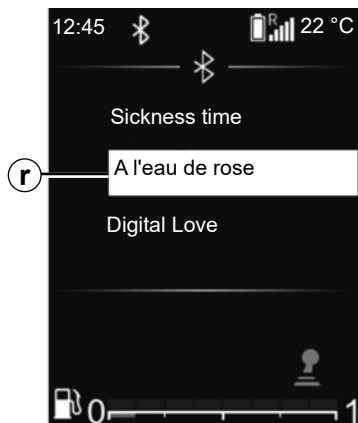 12:45 R 22 °C
Sickness time
r A l'eau de rose
Digital Love
0 1